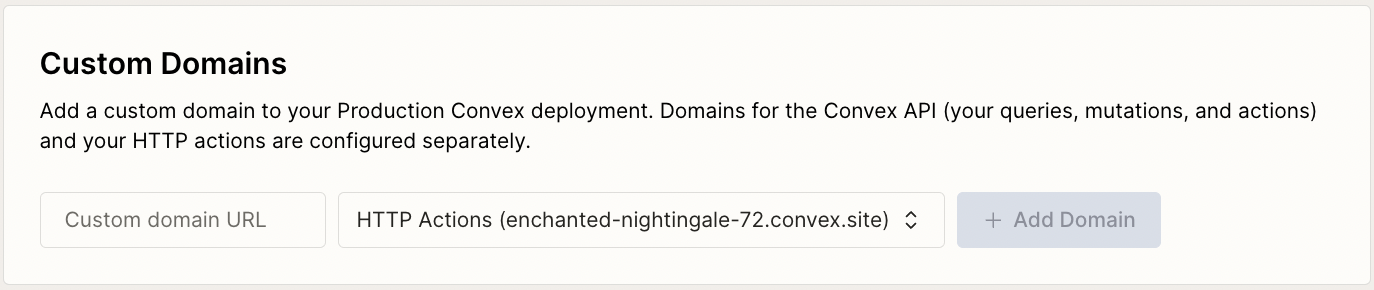 Custom Domains
Add a custom domain to your Production Convex deployment. Domains for the Convex API (your queries, mutations, and actions)
and your HTTP actions are configured separately.
Custom domain URL
HTTP Actions (enchanted-nightingale-72.convex.site)
+ Add Domain